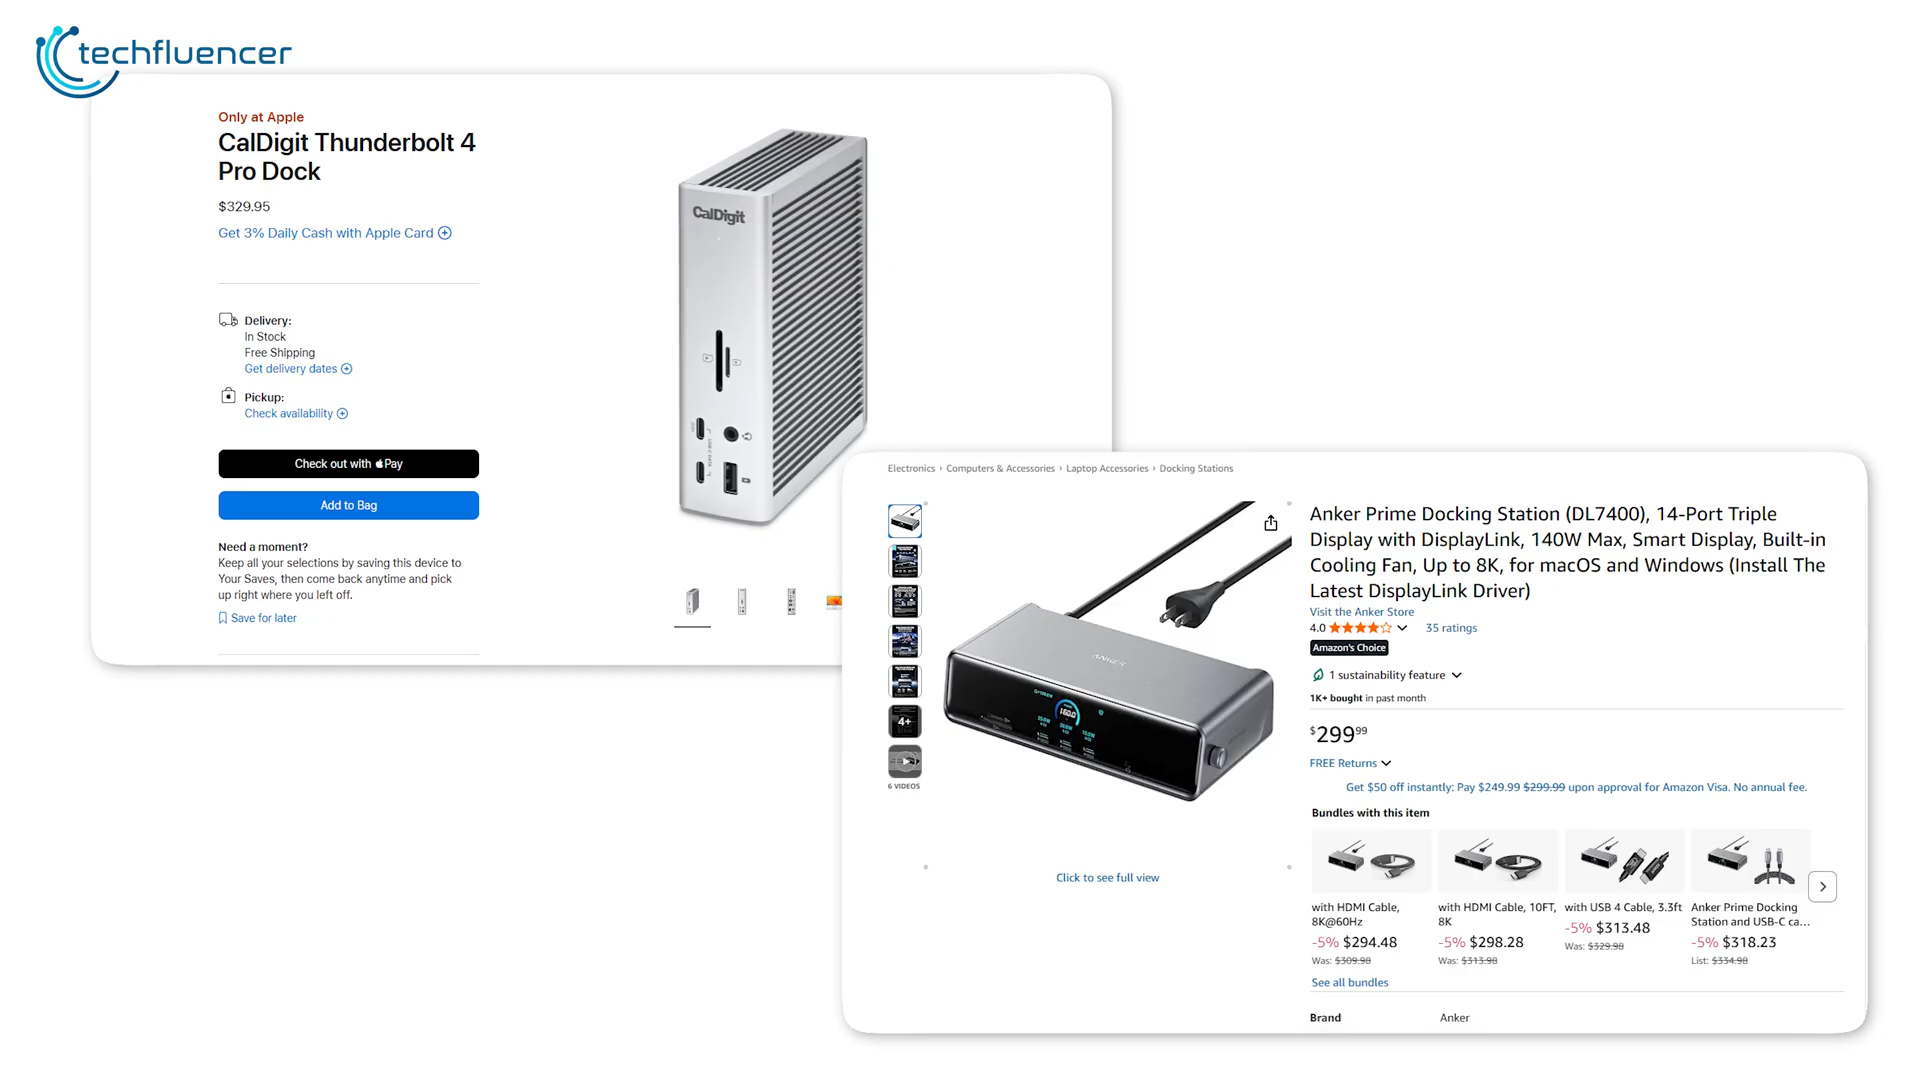 techfluencer
Only at Apple
CalDigit Thunderbolt 4
Pro Dock
$329.95
Get 3% Daily Cash with Apple Card
Delivery:
In Stock
Free Shipping
Get delivery dates
Pickup:
Check availability
Check out with Pay
Add to Bag
Need a moment?
Keep all your selections by saving this device to
Your Saves, then come back anytime and pick
up right where you left off.
Save for later
CalDigit
Electronics › Computers & Accessories › Laptop Accessories › Docking Stations
4+
6 VIDEOS
ANKER
160.0
Click to see full view
Anker Prime Docking Station (DL7400), 14-Port Triple
Display with DisplayLink, 140W Max, Smart Display, Built-in
Cooling Fan, Up to 8K, for macOS and Windows (Install The
Latest DisplayLink Driver)
Visit the Anker Store
4.0 35 ratings
Amazon's Choice
1 sustainability feature
1K+ bought in past month
$299.99
FREE Returns
Get $50 off instantly: Pay $249.99 $299.99 upon approval for Amazon Visa. No annual fee.
Bundles with this item
with HDMI Cable,
8K@60Hz
-5% $294.48
Was: $309.98
with HDMI Cable, 10FT,
8K
-5% $298.28
Was: $313.98
with USB 4 Cable, 3.3ft
-5% $313.48
Was: $329.98
Anker Prime Docking
Station and USB-C ca...
-5% $318.23
List: $334.98
See all bundles
Brand Anker